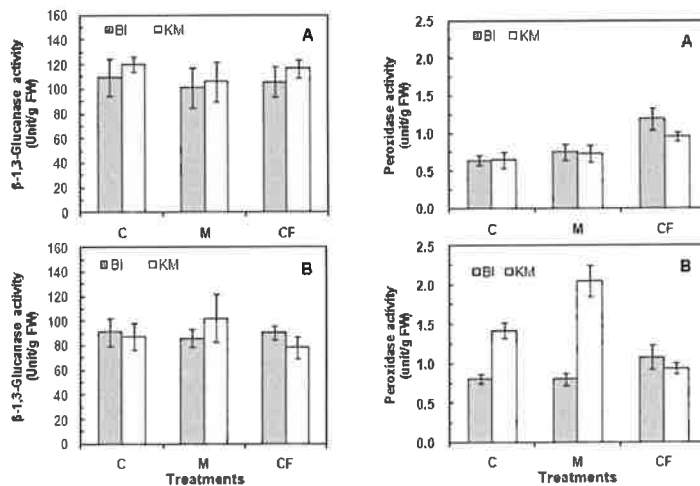 β-1,3-Glucanase activity
(Unit/g FW)
160
140
120
100
80
60
40
20
0
BI KM
A
C M CF
Peroxidase activity
(unit/g FW)
2.5
2.0
1.5
1.0
0.5
0.0
BI KM
A
C M CF
β-1,3-Glucanase activity
(Unit/g FW)
160
140
120
100
80
60
40
20
0
BI KM
B
C M CF
Treatments
Peroxidase activity
(unit/g FW)
2.5
2.0
1.5
1.0
0.5
0.0
BI KM
B
C M CF
Treatments